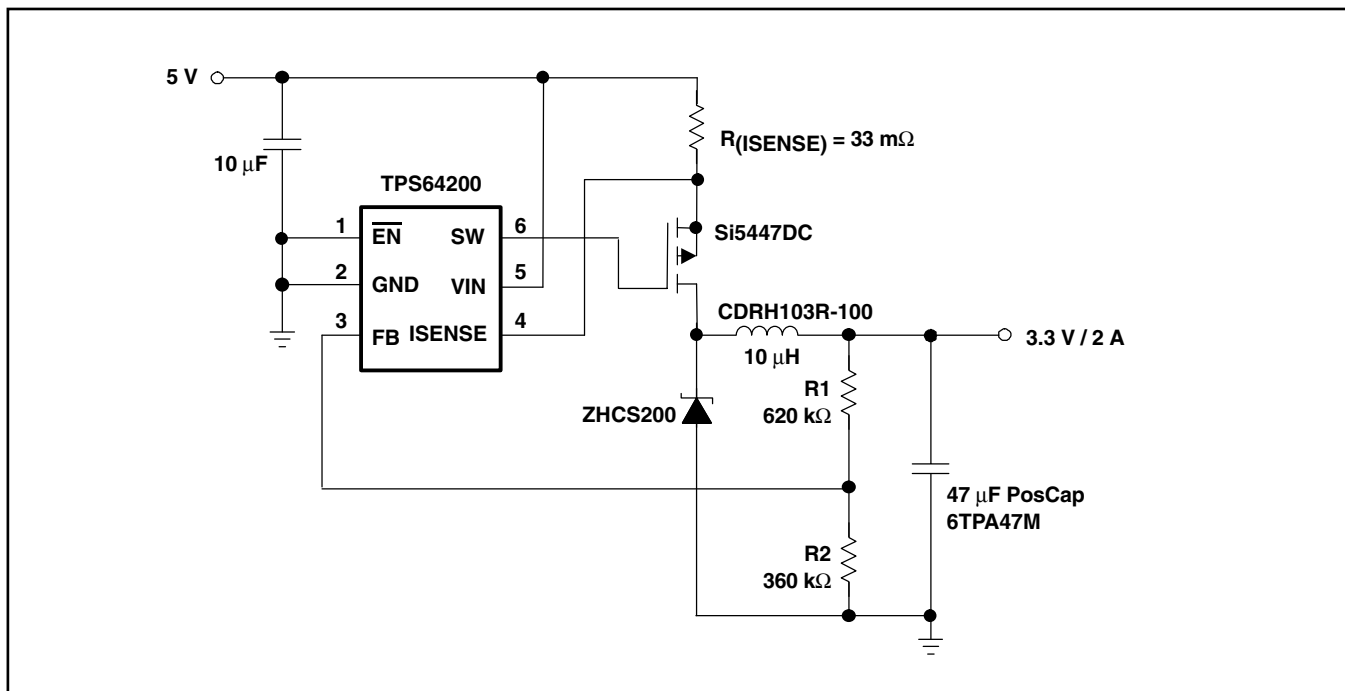 5 V
10 μF
R(ISENSE) = 33 mΩ
TPS64200
1
EN
SW
6
2
GND
VIN
5
3
FB
ISENSE
4
Si5447DC
CDRH103R-100
10 μH
3.3 V / 2 A
ZHCS200
R1
620 kΩ
47 μF PosCap
6TPA47M
R2
360 kΩ